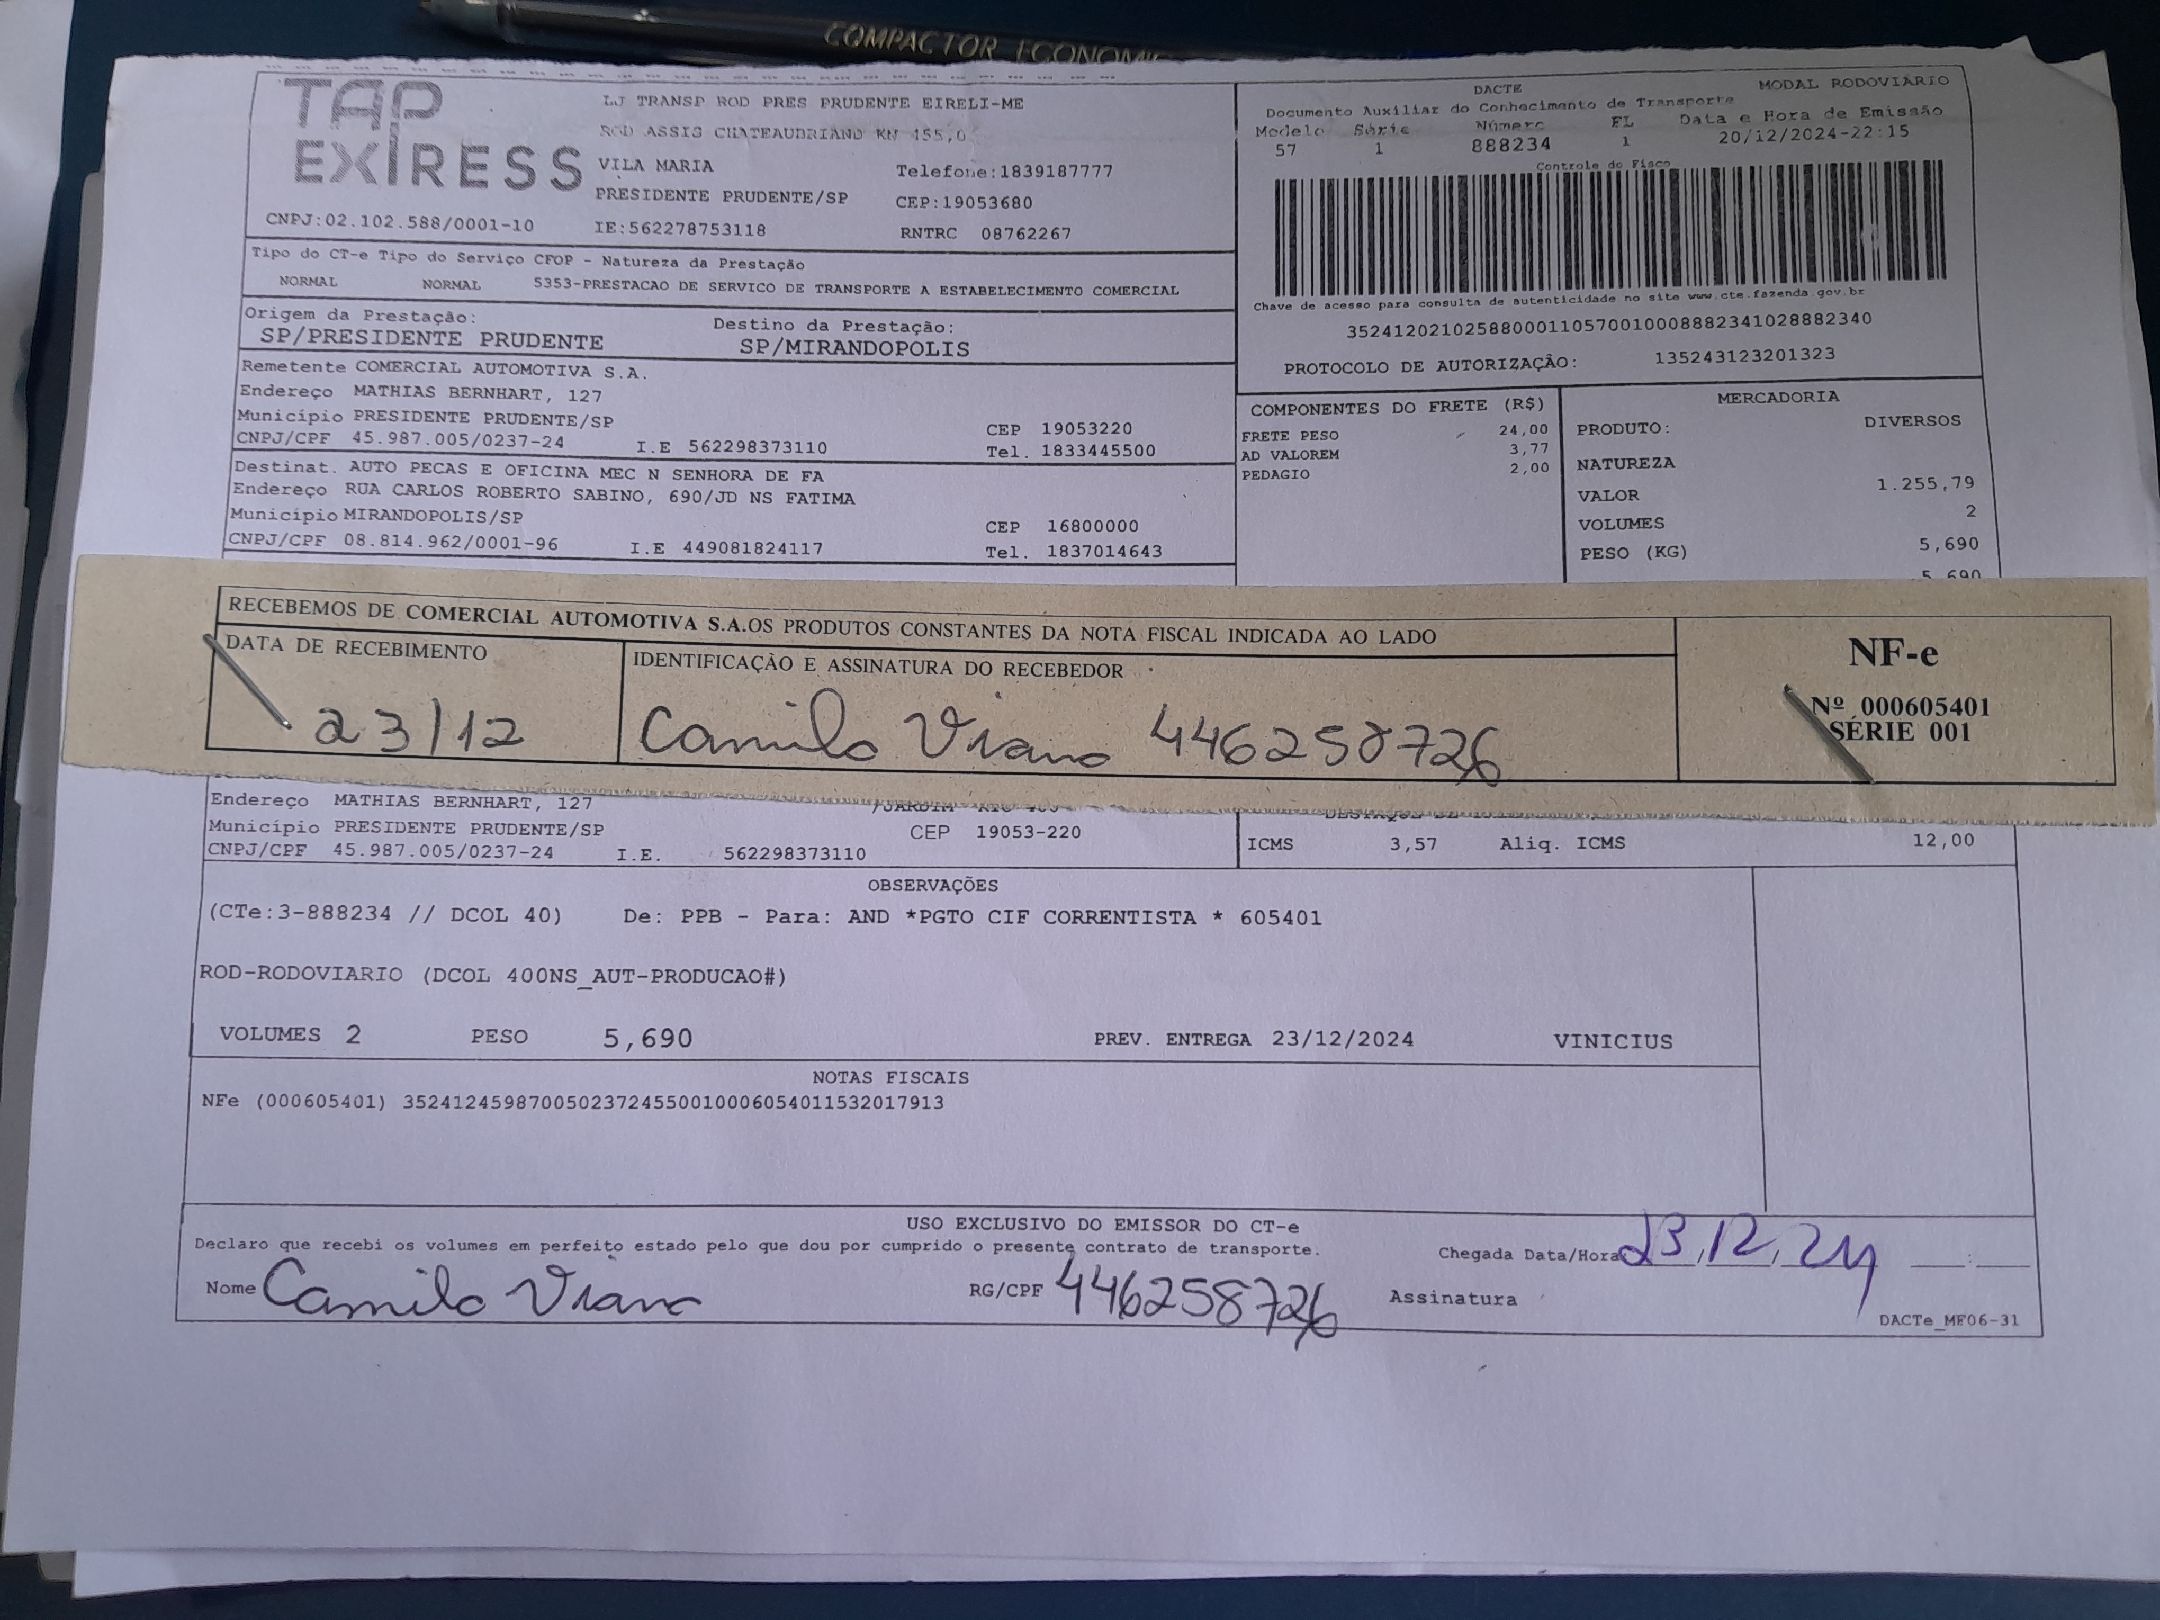 COMPACTOR ECONOMIC
TAP EXPRESS
LJ TRANSP ROD PRES PRUDENTE EIRELI-ME
ROD ASSIS CHATEAUBRIAND KM 455,0
VILA MARIA
Telefone:1839187777
PRESIDENTE PRUDENTE/SP
CEP:19053680
CNPJ:02.102.588/0001-10
IE:562278753118
RNTRC 08762267
DACTE
MODAL RODOVIARIO
Documento Auxiliar do Conhecimento de Transporte
Modelo Série Número FL Data e Hora de Emissão
57 1 888234 1 20/12/2024-22:15
Controle do Fisco
Chave de acesso para consulta de autenticidade no site www.cte.fazenda.gov.br
35241202102588000110570010008882341028882340
PROTOCOLO DE AUTORIZAÇÃO: 135243123201323
Tipo do CT-e Tipo do Serviço CFOP - Natureza da Prestação
NORMAL NORMAL 5353-PRESTACAO DE SERVICO DE TRANSPORTE A ESTABELECIMENTO COMERCIAL
Origem da Prestação: Destino da Prestação:
SP/PRESIDENTE PRUDENTE SP/MIRANDOPOLIS
Remetente COMERCIAL AUTOMOTIVA S.A.
Endereço MATHIAS BERNHART, 127
Município PRESIDENTE PRUDENTE/SP CEP 19053220
CNPJ/CPF 45.987.005/0237-24 I.E 562298373110 Tel. 1833445500
Destinat. AUTO PECAS E OFICINA MEC N SENHORA DE FA
Endereço RUA CARLOS ROBERTO SABINO, 690/JD NS FATIMA
Município MIRANDOPOLIS/SP CEP 16800000
CNPJ/CPF 08.814.962/0001-96 I.E 449081824117 Tel. 1837014643
COMPONENTES DO FRETE (R$)
FRETE PESO 24,00
AD VALOREM 3,77
PEDAGIO 2,00
MERCADORIA
PRODUTO: DIVERSOS
NATUREZA
VALOR 1.255,79
VOLUMES 2
PESO (KG) 5,690
5,690
RECEBEMOS DE COMERCIAL AUTOMOTIVA S.A.OS PRODUTOS CONSTANTES DA NOTA FISCAL INDICADA AO LADO
DATA DE RECEBIMENTO
23/12
IDENTIFICAÇÃO E ASSINATURA DO RECEBEDOR
Camilo Viano 446258726
NF-e
Nº 000605401
SÉRIE 001
Endereço MATHIAS BERNHART, 127 /JARDIM
Município PRESIDENTE PRUDENTE/SP CEP 19053-220
CNPJ/CPF 45.987.005/0237-24 I.E. 562298373110
ICMS 3,57 Aliq. ICMS 12,00
OBSERVAÇÕES
(CTe:3-888234 // DCOL 40) De: PPB - Para: AND *PGTO CIF CORRENTISTA * 605401
ROD-RODOVIARIO (DCOL 400NS_AUT-PRODUCAO#)
VOLUMES 2 PESO 5,690 PREV. ENTREGA 23/12/2024 VINICIUS
NOTAS FISCAIS
NFe (000605401) 35241245987005023724550010006054011532017913
USO EXCLUSIVO DO EMISSOR DO CT-e
Declaro que recebi os volumes em perfeito estado pelo que dou por cumprido o presente contrato de transporte.
Chegada Data/Hora 23,12,24
Nome Camilo Viano RG/CPF 446258726 Assinatura
DACTe_MF06-31